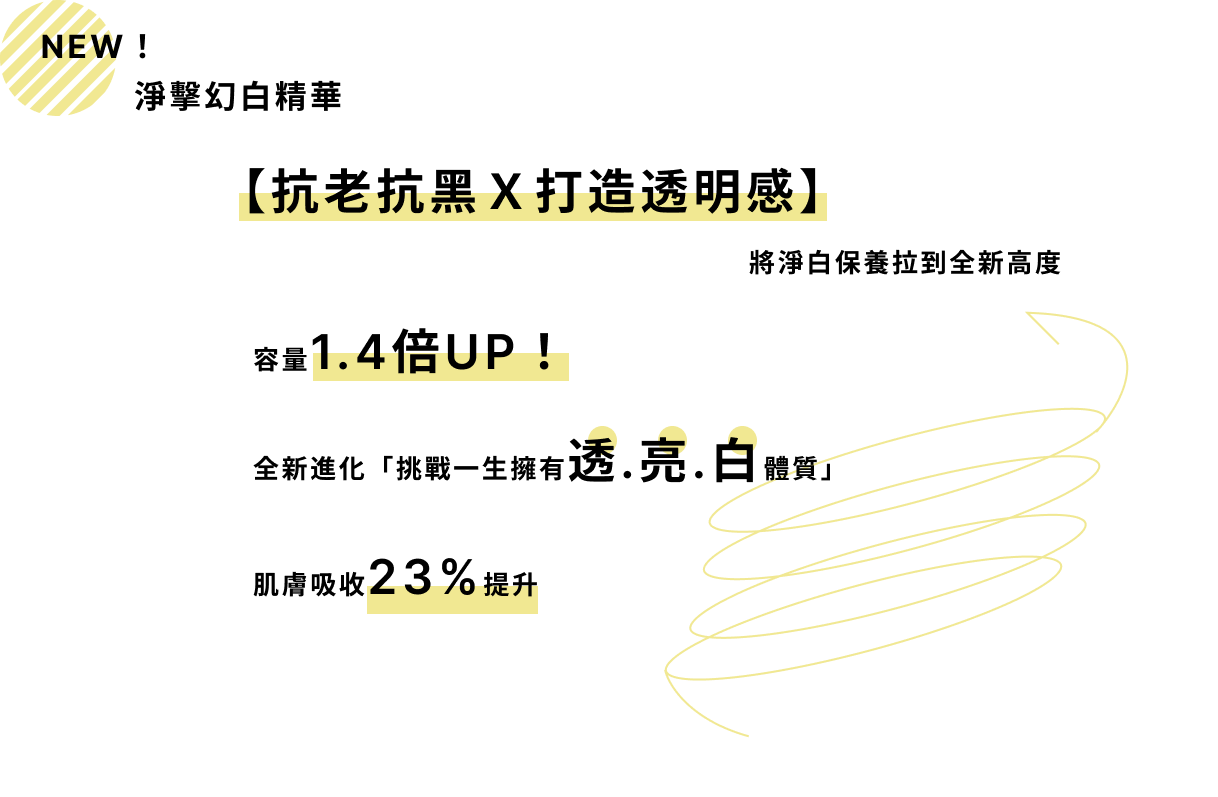 NEW！
淨擊幻白精華
【抗老抗黑 X 打造透明感】
將淨白保養拉到全新高度
容量1.4倍UP！
全新進化「挑戰一生擁有透.亮.白體質」
肌膚吸收23%提升